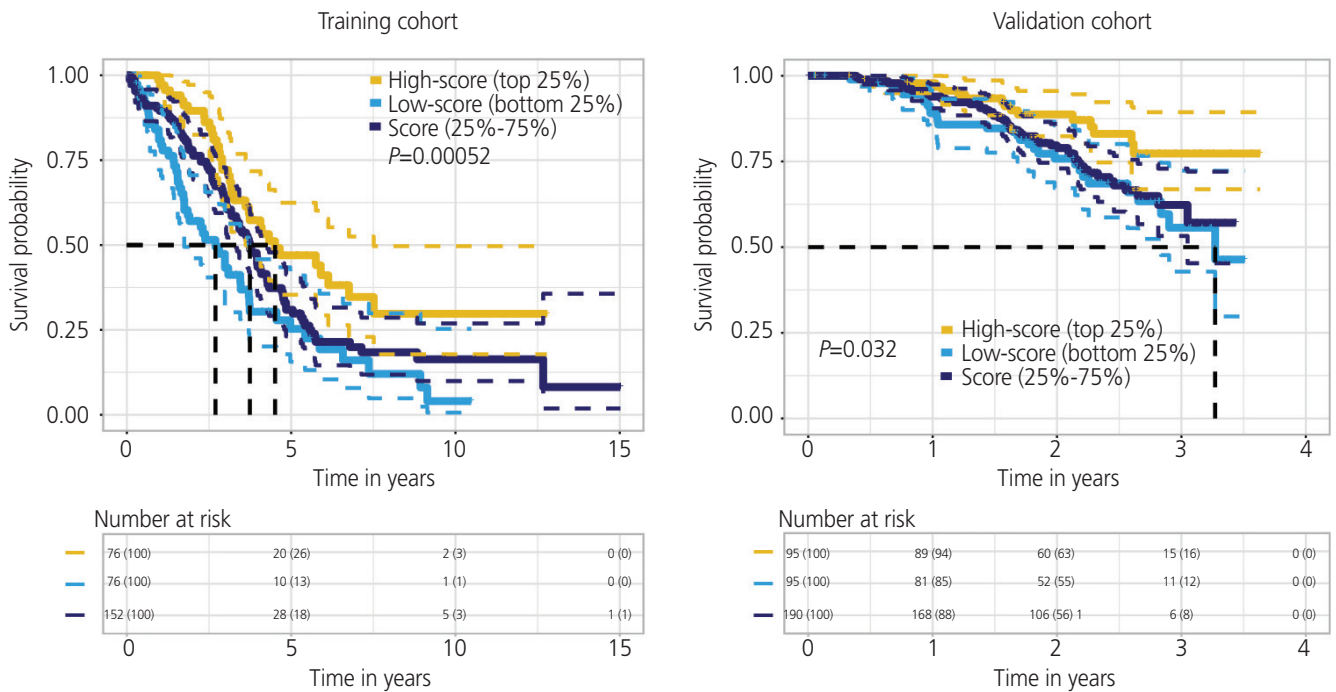 Training cohort
Survival probability
1.00
0.75
0.50
0.25
0.00
High-score (top 25%)
Low-score (bottom 25%)
Score (25%-75%)
P=0.00052
0 5 10 15
Time in years
Number at risk
76 (100) 20 (26) 2 (3) 0 (0)
76 (100) 10 (13) 1 (1) 0 (0)
152 (100) 28 (18) 5 (3) 1 (1)
0 5 10 15
Time in years
Validation cohort
Survival probability
1.00
0.75
0.50
0.25
0.00
High-score (top 25%)
Low-score (bottom 25%)
Score (25%-75%)
P=0.032
0 1 2 3 4
Time in years
Number at risk
95 (100) 89 (94) 60 (63) 15 (16) 0 (0)
95 (100) 81 (85) 52 (55) 11 (12) 0 (0)
190 (100) 168 (88) 106 (56) 1 6 (8) 0 (0)
0 1 2 3 4
Time in years